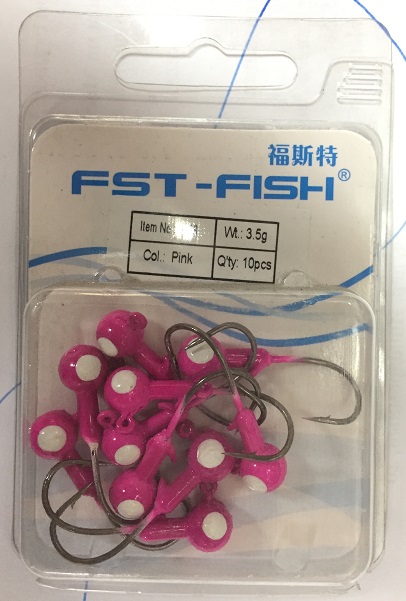 福斯特
FST-FISH®
Item No
Wt.: 3.5g
Col.: Pink
Q'ty: 10pcs